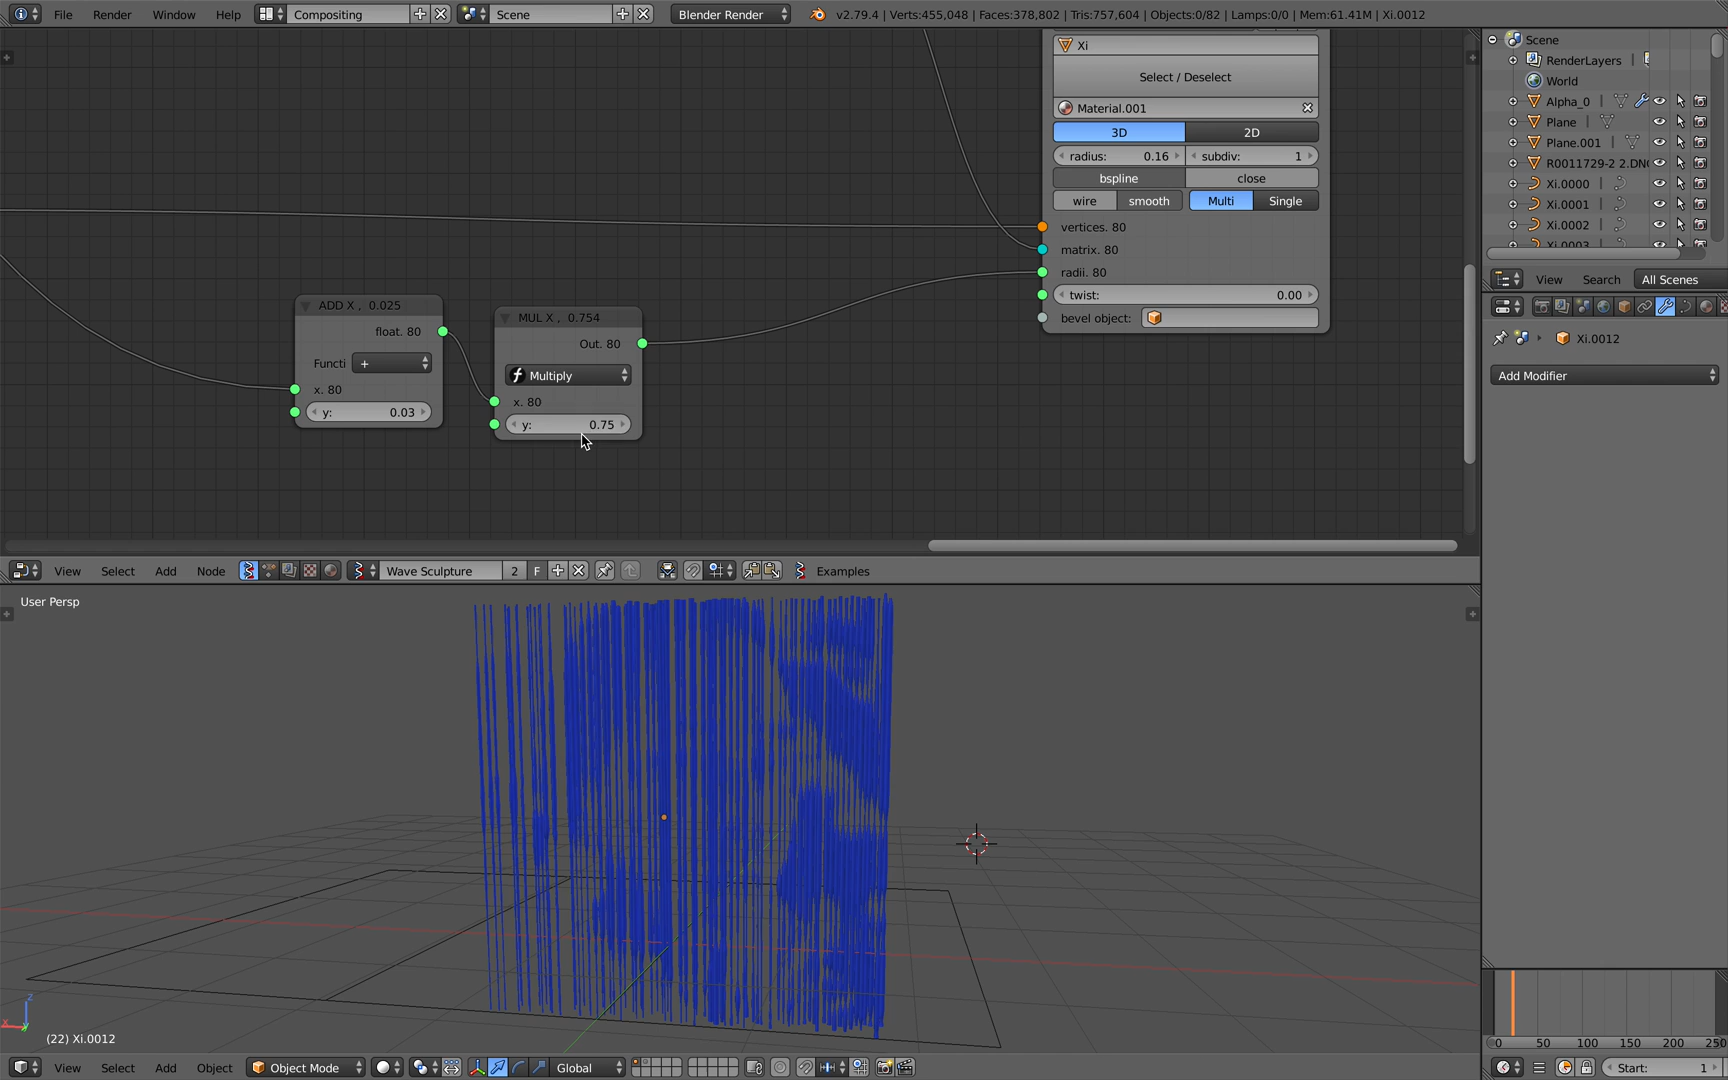 File Render Window Help Compositing Scene Blender Render v2.79.4 | Verts:455,048 | Faces:378,802 | Tris:757,604 | Objects:0/82 | Lamps:0/0 | Mem:61.41M | Xi.0012
Xi
Select / Deselect
Material.001
3D 2D
radius: 0.16 subdiv: 1
bspline close
wire smooth Multi Single
vertices. 80
matrix. 80
radii. 80
twist: 0.00
bevel object:
ADD X , 0.025
float. 80
Functi +
x. 80
y: 0.03
MUL X , 0.754
Out. 80
Multiply
x. 80
y: 0.75
View Select Add Node Wave Sculpture 2 F Examples
User Persp
(22) Xi.0012
View Select Add Object Object Mode Global
Scene
RenderLayers
World
Alpha_0
Plane
Plane.001
R0011729-2 2.DN
Xi.0000
Xi.0001
Xi.0002
Xi.0003
View Search All Scenes
Xi.0012
Add Modifier
0 50 100 150 200 250
Start: 1